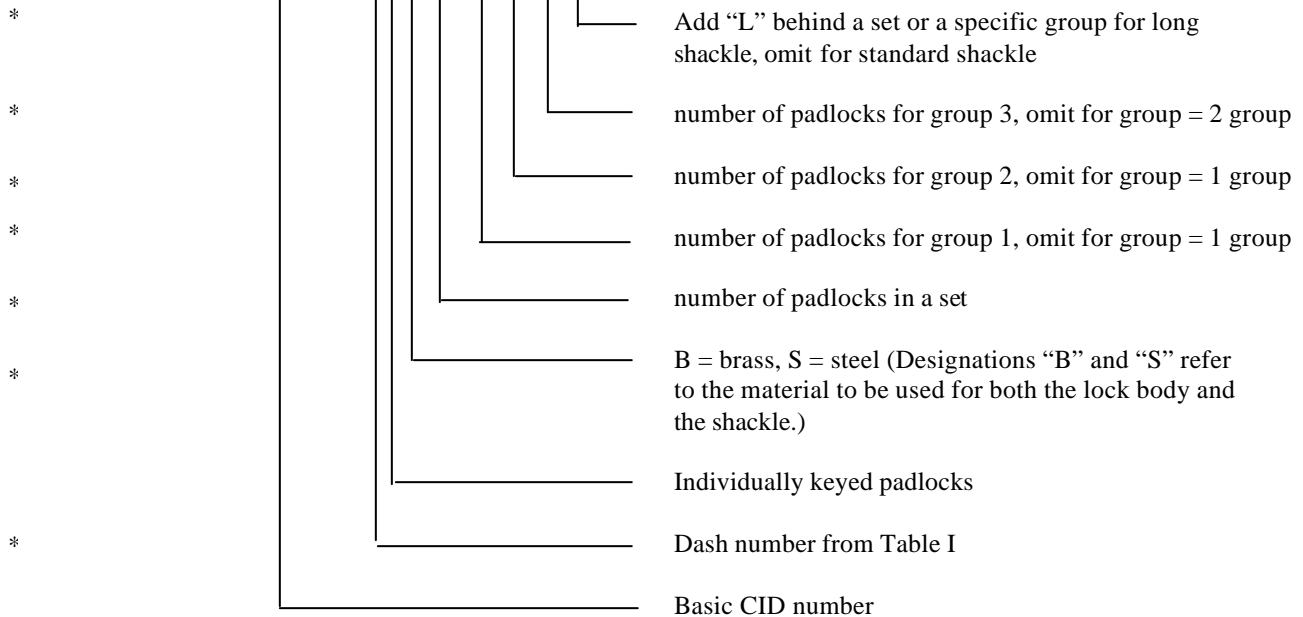 * Add “L” behind a set or a specific group for long
shackle, omit for standard shackle
* number of padlocks for group 3, omit for group = 2 group
* number of padlocks for group 2, omit for group = 1 group
* number of padlocks for group 1, omit for group = 1 group
* number of padlocks in a set
B = brass, S = steel (Designations “B” and “S” refer
* to the material to be used for both the lock body and
the shackle.)
Individually keyed padlocks
* Dash number from Table I
Basic CID number